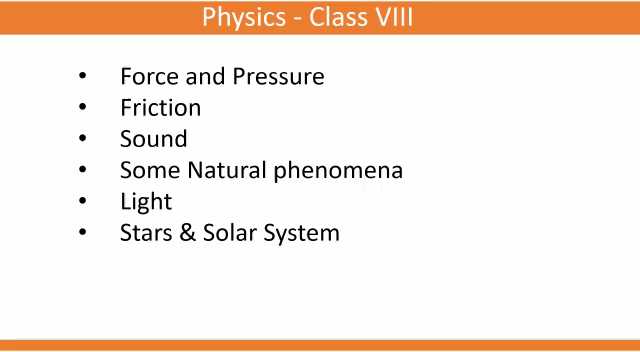 Physics - Class VIII
• Force and Pressure
• Friction
• Sound
• Some Natural phenomena
• Light
• Stars & Solar System